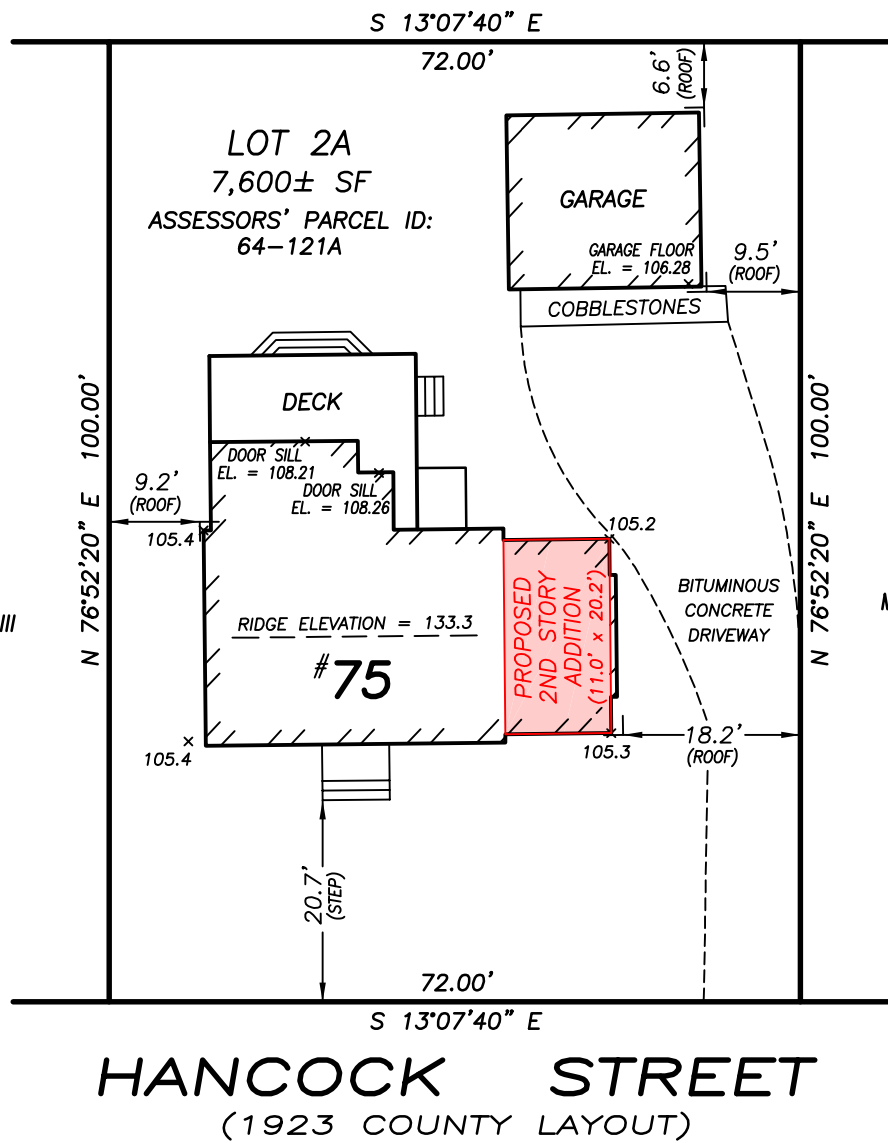 S 13°07'40" E
72.00'
6.6'
(ROOF)
LOT 2A
7,600± SF
ASSESSORS' PARCEL ID:
64-121A
GARAGE
GARAGE FLOOR
EL. = 106.28
9.5'
(ROOF)
COBBLESTONES
N 76°52'20" E 100.00'
DECK
DOOR SILL
EL. = 108.21
DOOR SILL
EL. = 108.26
9.2'
(ROOF)
105.4
105.2
RIDGE ELEVATION = 133.3
#75
PROPOSED
2ND STORY
ADDITION
(11.0' x 20.2')
BITUMINOUS
CONCRETE
DRIVEWAY
N 76°52'20" E 100.00'
105.4
105.3
18.2'
(ROOF)
20.7'
(STEP)
72.00'
S 13°07'40" E
HANCOCK STREET
(1923 COUNTY LAYOUT)